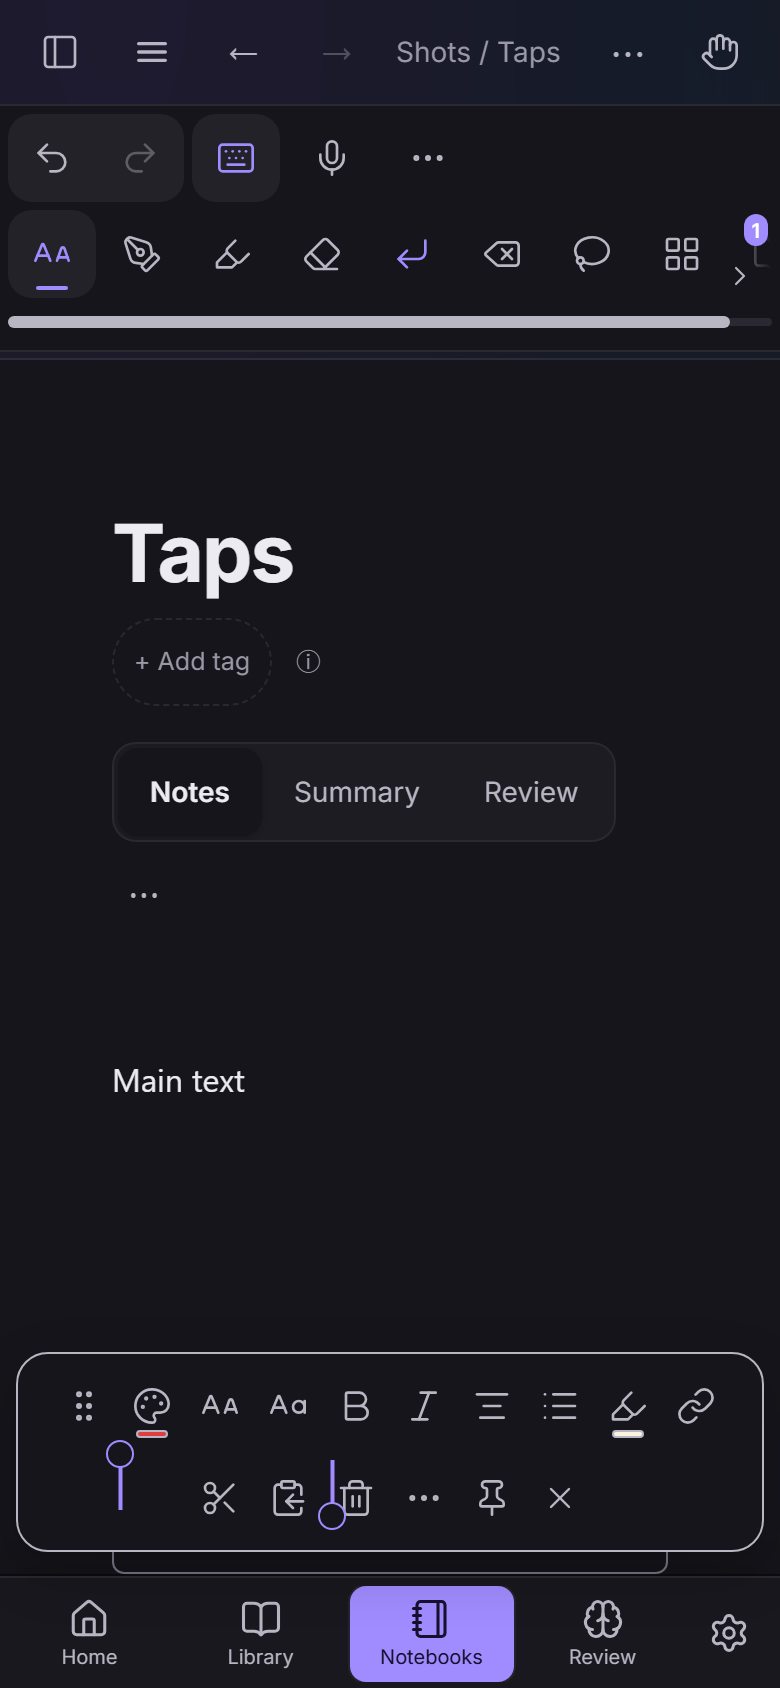 Shots / Taps
1
Taps
+ Add tag
Notes Summary Review
Main text
Home Library Notebooks Review